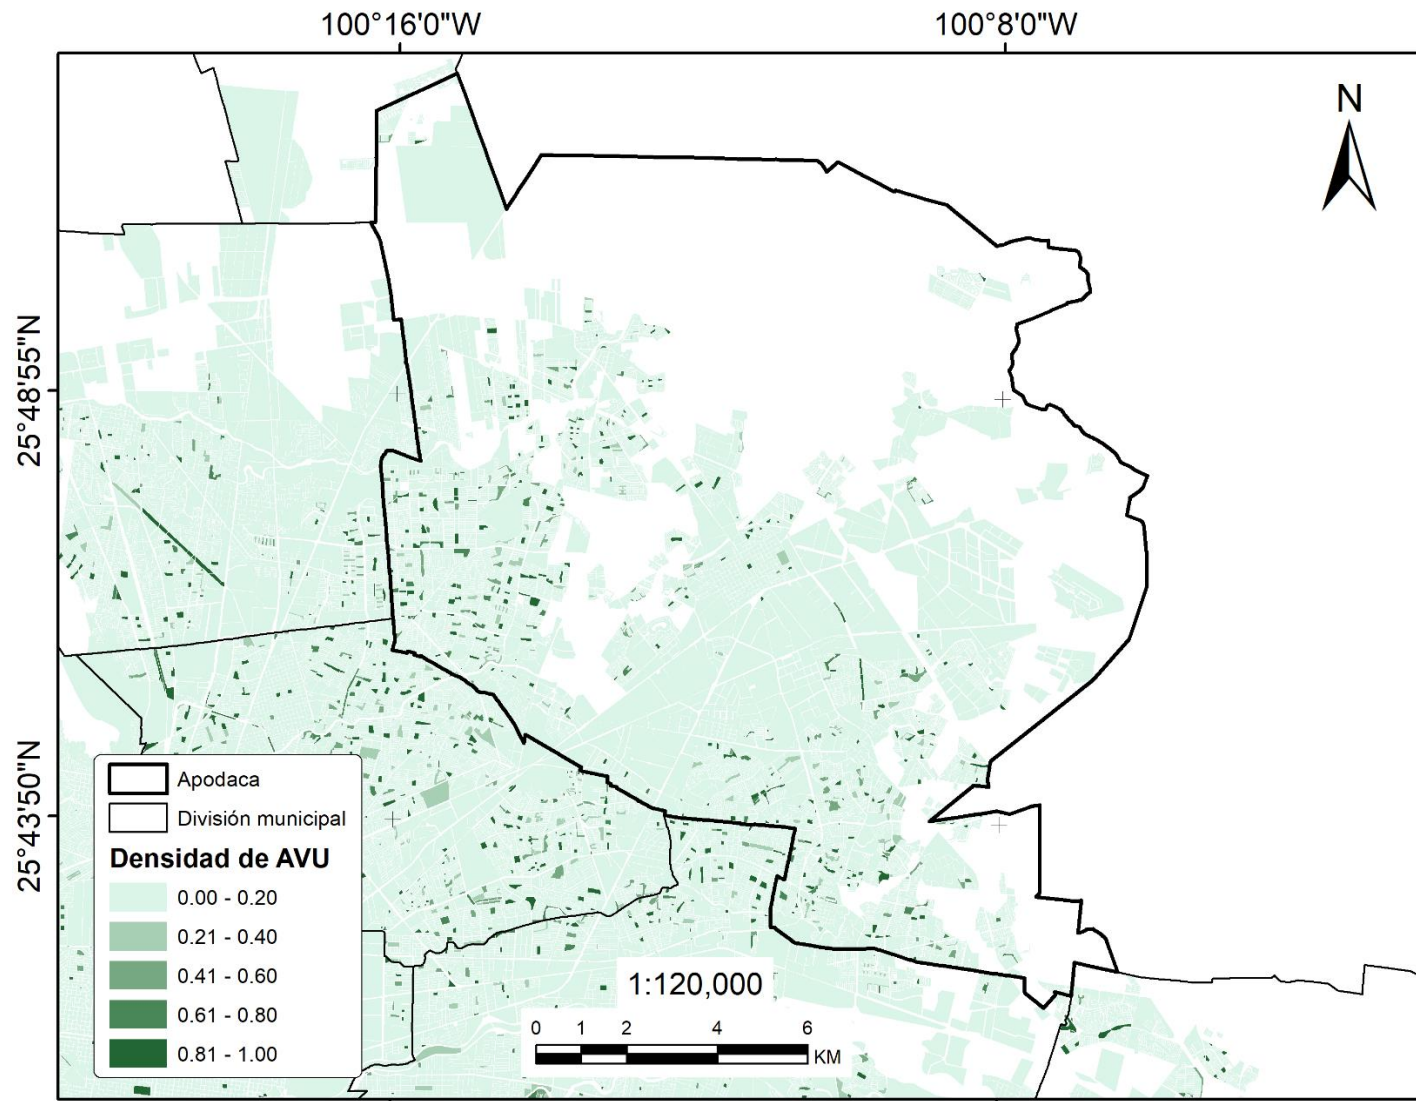 100°16'0"W
100°8'0"W
N
25°48'55"N
25°43'50"N
Apodaca
División municipal
Densidad de AVU
0.00 - 0.20
0.21 - 0.40
0.41 - 0.60
0.61 - 0.80
0.81 - 1.00
1:120,000
0 1 2 4 6
KM